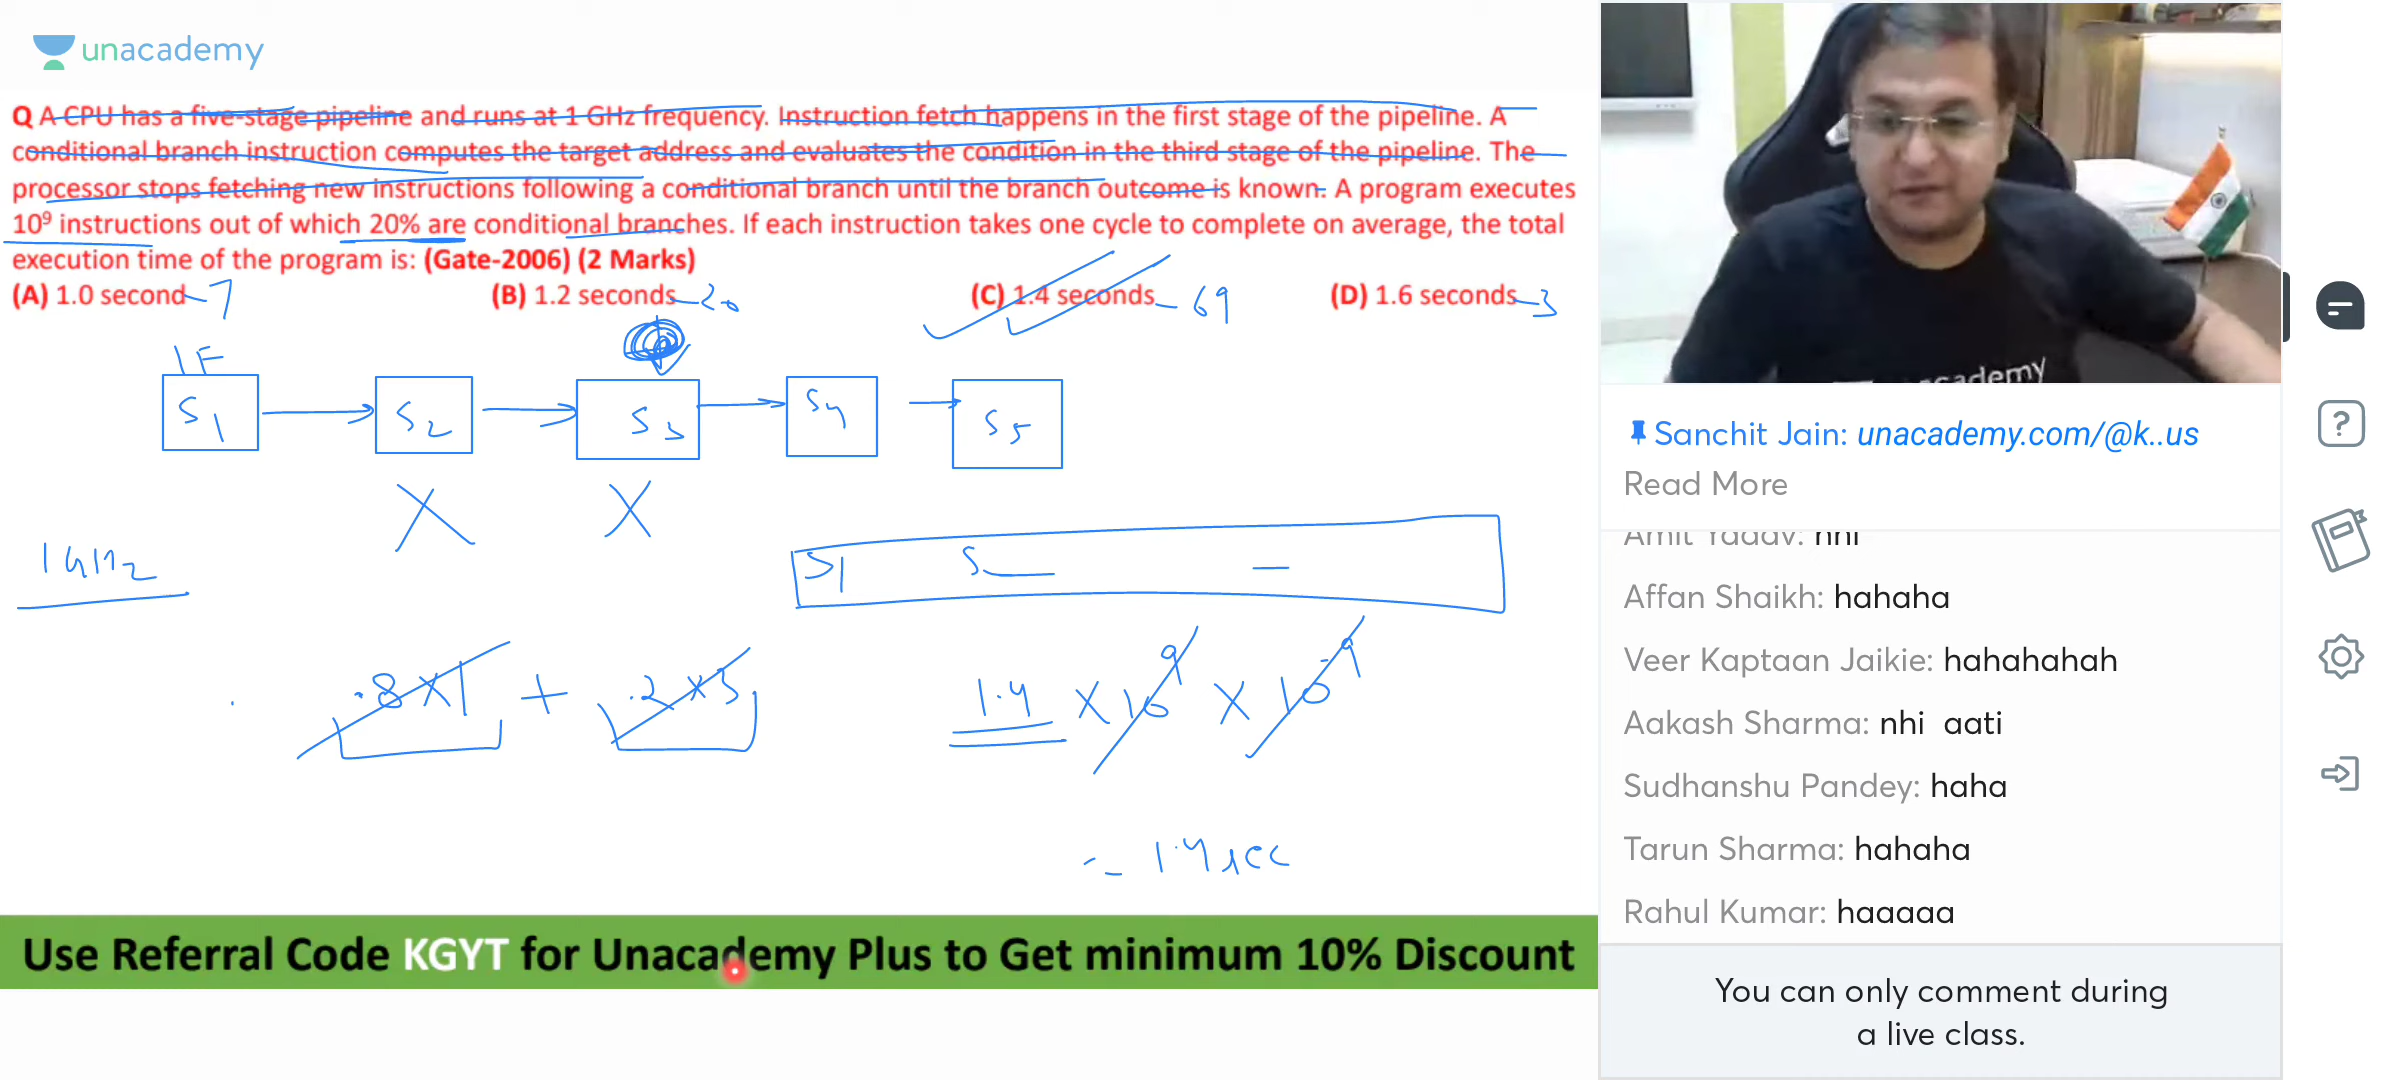 unacademy
Q A CPU has a five-stage pipeline and runs at 1 GHz frequency. Instruction fetch happens in the first stage of the pipeline. A
conditional branch instruction computes the target address and evaluates the condition in the third stage of the pipeline. The
processor stops fetching new instructions following a conditional branch until the branch outcome is known. A program executes
10⁹ instructions out of which 20% are conditional branches. If each instruction takes one cycle to complete on average, the total
execution time of the program is: (Gate-2006) (2 Marks)
(A) 1.0 second - 7 (B) 1.2 seconds - 20 (C) 1.4 seconds - 69 (D) 1.6 seconds - 3
IF
S1 S2 S3 S4 S5
X X
1GHz
S1 S
.8 X 1 + .2 X 3
1.4 X 10⁹ X 10⁻⁹
= 1.4 sec
Use Referral Code KGYT for Unacademy Plus to Get minimum 10% Discount
Sanchit Jain: unacademy.com/@k..us
Read More
Amit Yadav: nhi
Affan Shaikh: hahaha
Veer Kaptaan Jaikie: hahahahah
Aakash Sharma: nhi aati
Sudhanshu Pandey: haha
Tarun Sharma: hahaha
Rahul Kumar: haaaaa
You can only comment during
a live class.